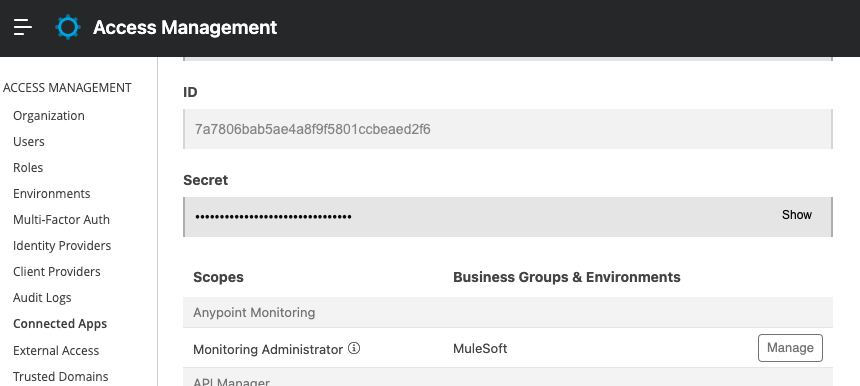 Access Management
ACCESS MANAGEMENT
Organization
Users
Roles
Environments
Multi-Factor Auth
Identity Providers
Client Providers
Audit Logs
Connected Apps
External Access
Trusted Domains
ID
7a7806bab5ae4a8f9f5801ccbeaed2f6
Secret
•••••••••••••••••••••••••••••••• Show
Scopes Business Groups & Environments
Anypoint Monitoring
Monitoring Administrator MuleSoft Manage
API Manager